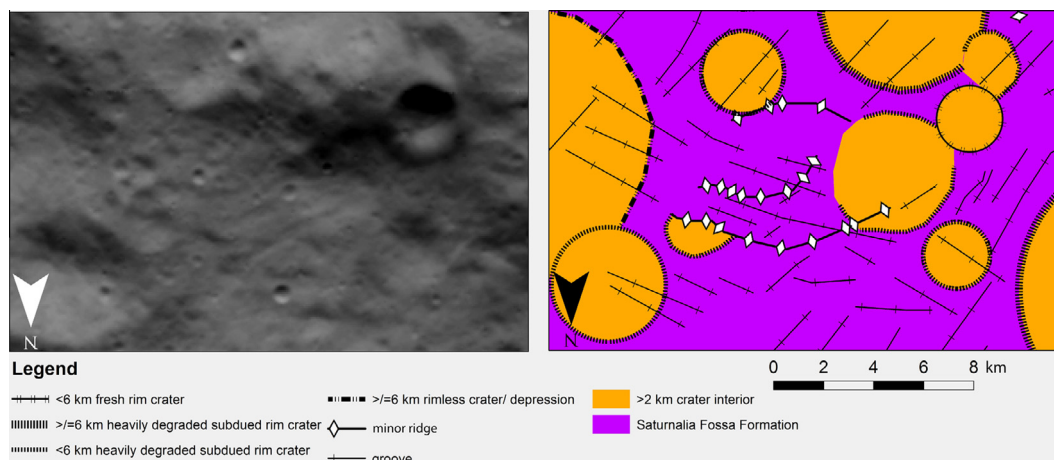 N
N
0 2 4 6 8 km
Legend
<6 km fresh rim crater
>/=6 km heavily degraded subdued rim crater
<6 km heavily degraded subdued rim crater
>/=6 km rimless crater/ depression
minor ridge
groove
>2 km crater interior
Saturnalia Fossa Formation